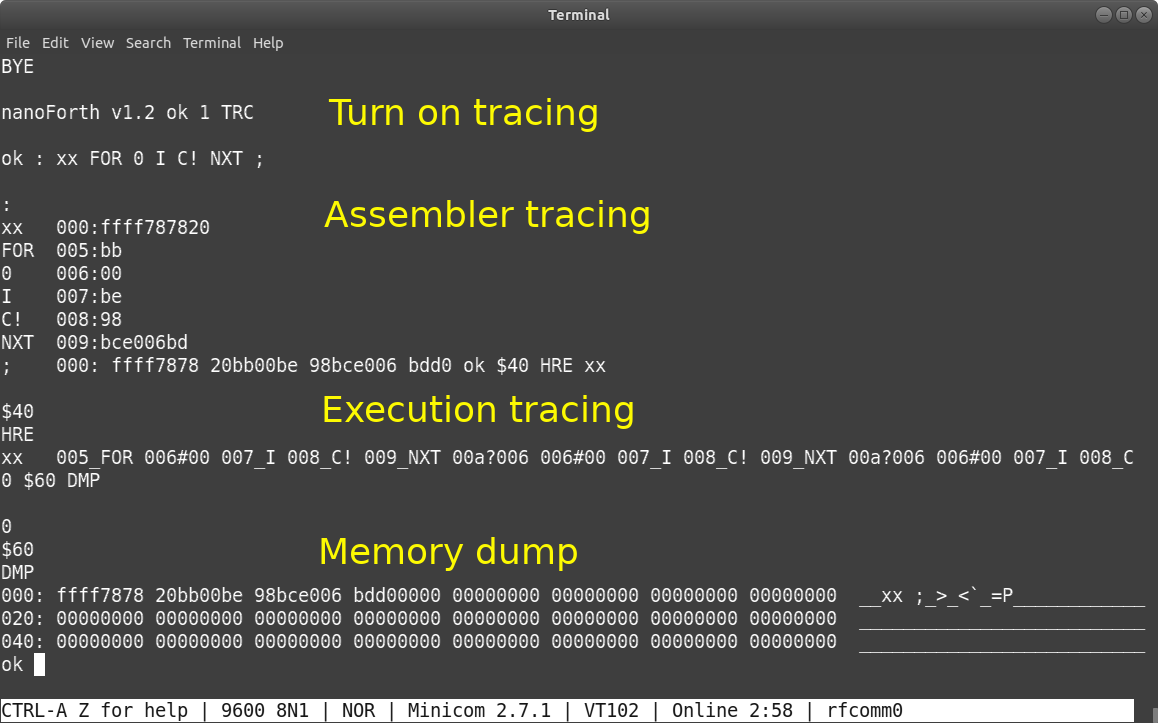 Terminal
File Edit View Search Terminal Help
BYE
nanoForth v1.2 ok 1 TRC
Turn on tracing
ok : xx FOR 0 I C! NXT ;
:
Assembler tracing
xx 000:ffff787820
FOR 005:bb
0 006:00
I 007:be
C! 008:98
NXT 009:bce006bd
; 000: ffff7878 20bb00be 98bce006 bdd0 ok $40 HRE xx
$40
Execution tracing
HRE
xx 005_FOR 006#00 007_I 008_C! 009_NXT 00a?006 006#00 007_I 008_C! 009_NXT 00a?006 006#00 007_I 008_C
0 $60 DMP
0
$60
Memory dump
DMP
000: ffff7878 20bb00be 98bce006 bdd00000 00000000 00000000 00000000 00000000 __xx ;_>_<`_=P____________
020: 00000000 00000000 00000000 00000000 00000000 00000000 00000000 00000000 __________________________
040: 00000000 00000000 00000000 00000000 00000000 00000000 00000000 00000000 __________________________
ok
CTRL-A Z for help | 9600 8N1 | NOR | Minicom 2.7.1 | VT102 | Online 2:58 | rfcomm0